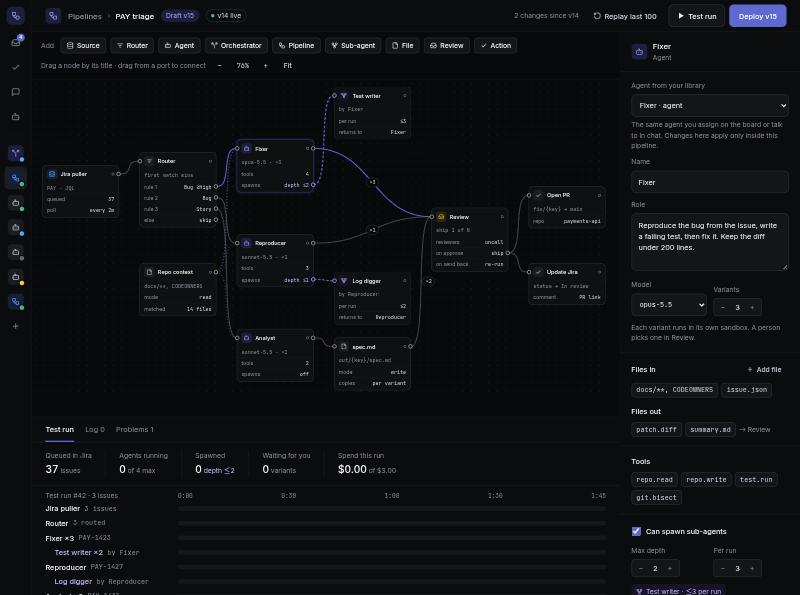 4
Pipelines › PAY triage Draft v15 v14 live
2 changes since v14 Replay last 100 Test run Deploy v15
Add Source Router Agent Orchestrator Pipeline Sub-agent File Review Action
Drag a node by its title · drag from a port to connect − 76% + Fit
Jira puller
PAY · JQL
queued 37
poll every 2m
Router
first match wins
rule 1 Bug ≥High
rule 2 Bug
rule 3 Story
else skip
Repo context
docs/**, CODEOWNERS
mode read
matched 14 files
Fixer
opus-5.5 · ×3
tools 4
spawns depth ≤2
Reproducer
sonnet-5.5 · ×1
tools 3
spawns depth ≤1
Analyst
sonnet-5.5 · ×2
tools 2
spawns off
Test writer
by Fixer
per run ≤3
returns to Fixer
Log digger
by Reproducer
per run ≤2
returns to Reproducer
spec.md
out/{key}/spec.md
mode write
copies per variant
×3
×1
×2
Review
ship 1 of N
reviewers oncall
on approve ship
on send back re-run
Open PR
fix/{key} → main
repo payments-api
Update Jira
status → In review
comment PR link
Test run Log 0 Problems 1
Queued in Jira
37 issues
Agents running
0 of 4 max
Spawned
0 depth ≤2
Waiting for you
0 variants
Spend this run
$0.00 of $3.00
Test run #42 · 3 issues 0:00 0:30 1:00 1:30 1:45
Jira puller 3 issues
Router 3 routed
Fixer ×3 PAY-1423
Test writer ×2 by Fixer
Reproducer PAY-1427
Log digger by Reproducer
Fixer
Agent
Agent from your library
Fixer · agent
The same agent you assign on the board or talk
to in chat. Changes here apply only inside this
pipeline.
Name
Fixer
Role
Reproduce the bug from the issue, write
a failing test, then fix it. Keep the diff
under 200 lines.
Model Variants
opus-5.5 − 3 +
Each variant runs in its own sandbox. A person
picks one in Review.
Files in + Add file
docs/**, CODEOWNERS issue.json
Files out
patch.diff summary.md → Review
Tools
repo.read repo.write test.run
git.bisect
Can spawn sub-agents
Max depth Per run
− 2 + − 3 +
Test writer · ≤3 per run